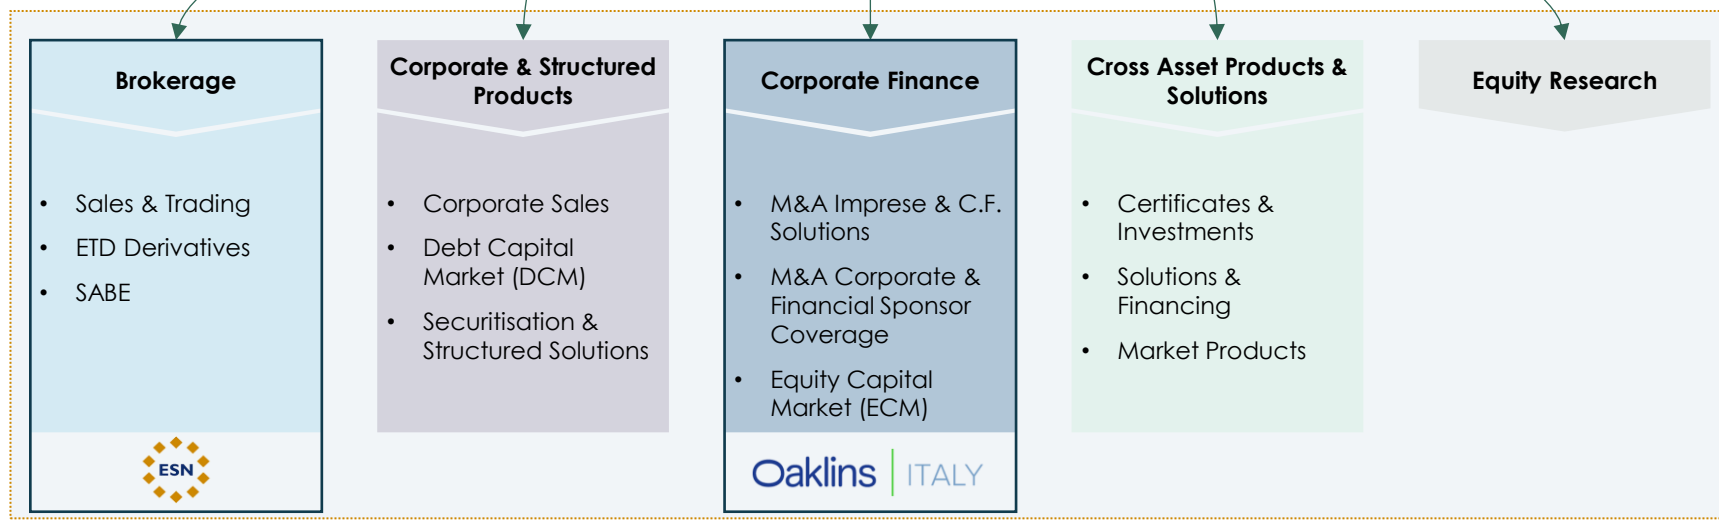 Brokerage
• Sales & Trading
• ETD Derivatives
• SABE
ESN
Corporate & Structured
Products
• Corporate Sales
• Debt Capital
Market (DCM)
• Securitisation &
Structured Solutions
Corporate Finance
• M&A Imprese & C.F.
Solutions
• M&A Corporate &
Financial Sponsor
Coverage
• Equity Capital
Market (ECM)
Oaklins ITALY
Cross Asset Products &
Solutions
• Certificates &
Investments
• Solutions &
Financing
• Market Products
Equity Research